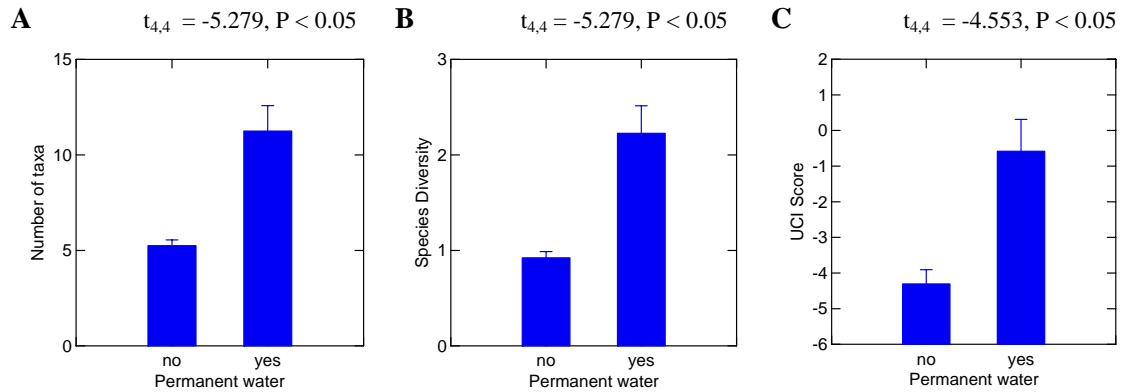 A
t4,4 = -5.279, P < 0.05
15
10
5
0
Number of taxa
no yes
Permanent water
B
t4,4 = -5.279, P < 0.05
3
2
1
0
Species Diversity
no yes
Permanent water
C
t4,4 = -4.553, P < 0.05
2
1
0
-1
-2
-3
-4
-5
-6
UCI Score
no yes
Permanent water